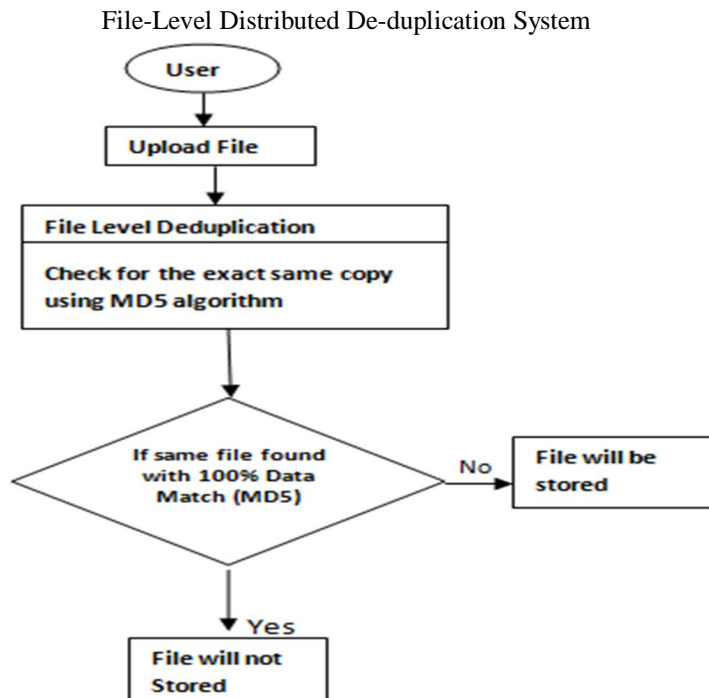 File-Level Distributed De-duplication System
User
Upload File
File Level Deduplication
Check for the exact same copy
using MD5 algorithm
If same file found
with 100% Data
Match (MD5)
No
File will be
stored
Yes
File will not
Stored